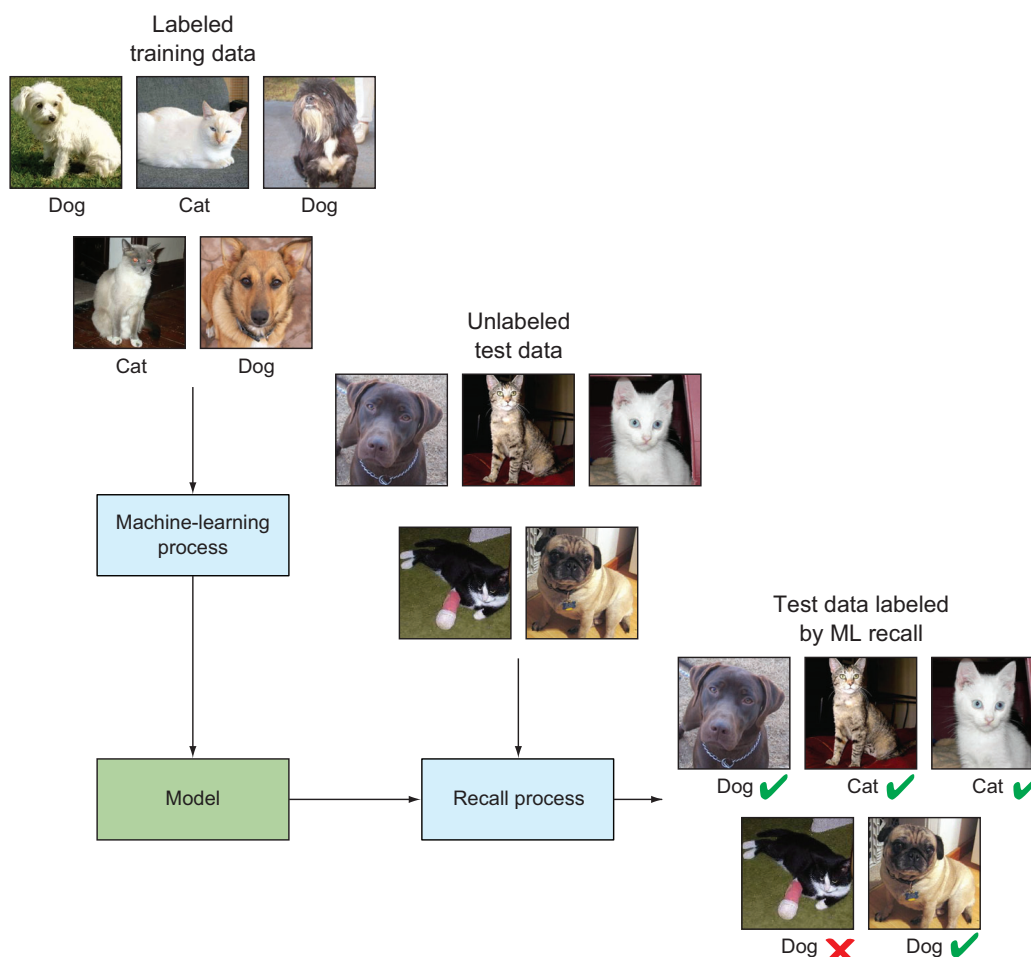 Labeled
training data
Dog
Cat
Dog
Cat
Dog
Unlabeled
test data
Machine-learning
process
Test data labeled
by ML recall
Model
Recall process
Dog
Cat
Cat
Dog
Dog